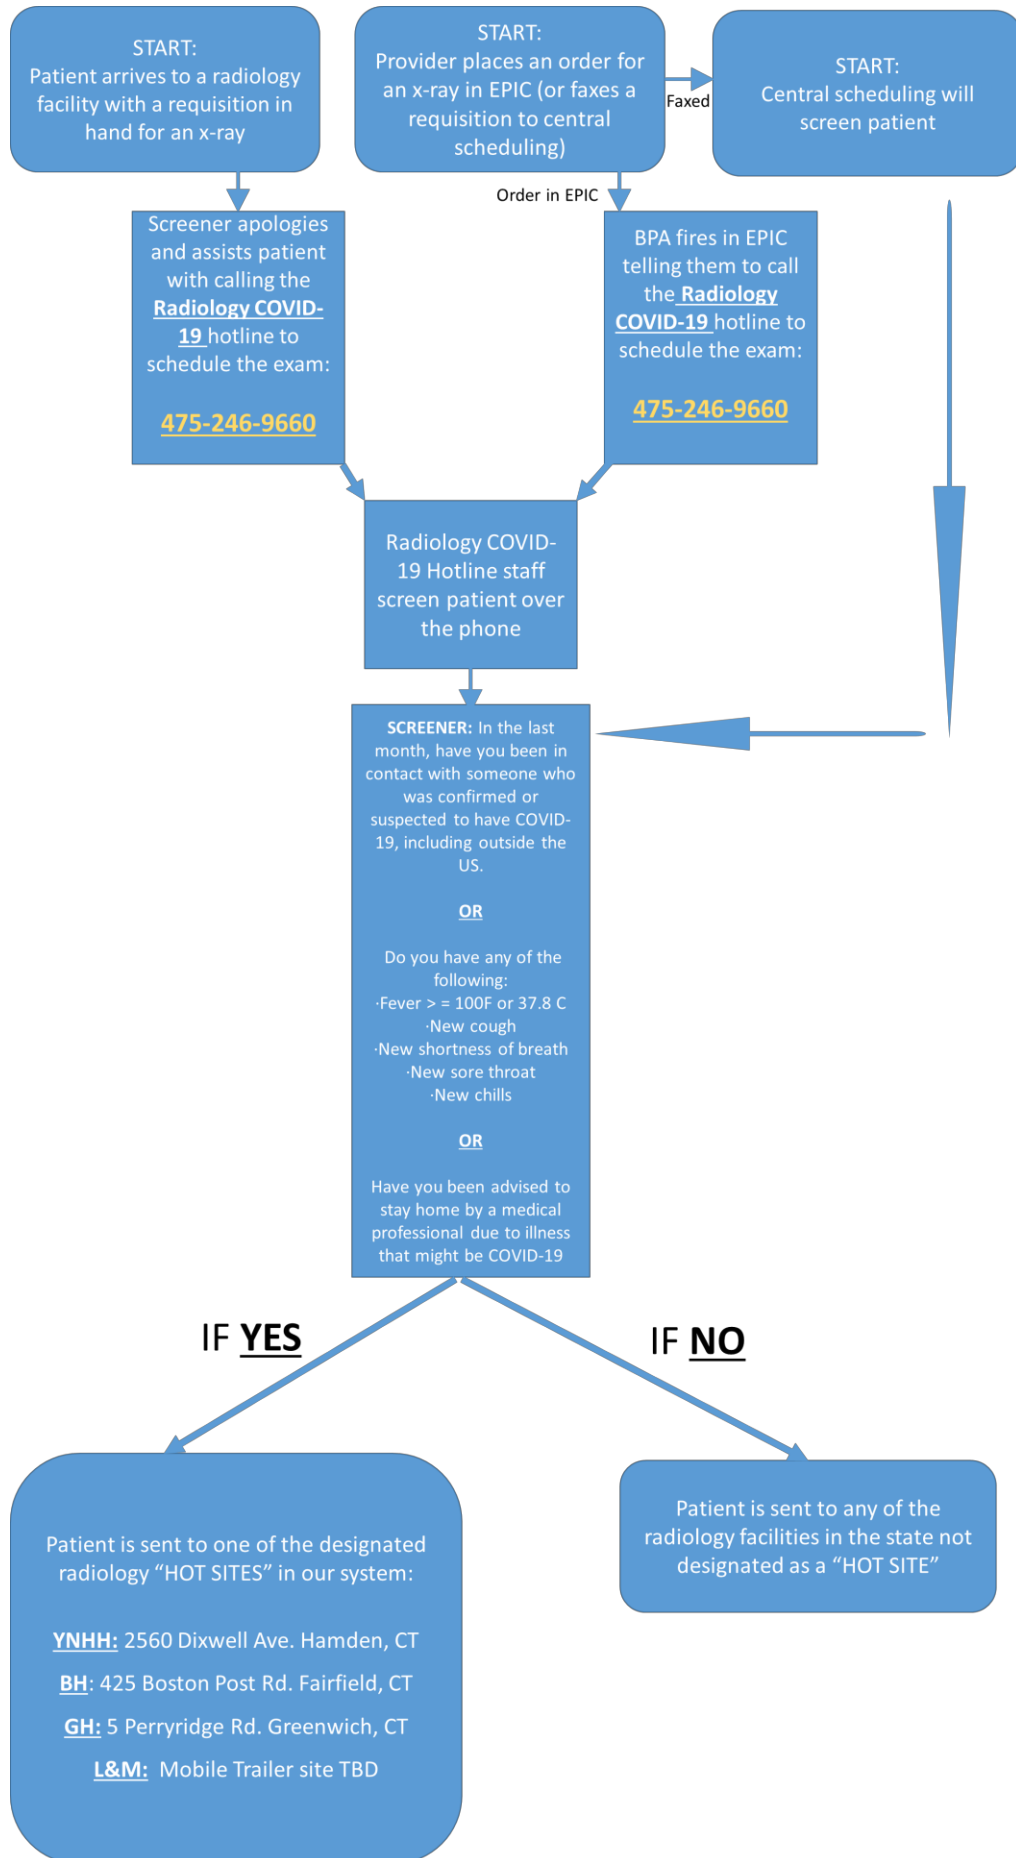 START:
Patient arrives to a radiology
facility with a requisition in
hand for an x-ray
START:
Provider places an order for
an x-ray in EPIC (or faxes a
requisition to central
scheduling)
Faxed
START:
Central scheduling will
screen patient
Order in EPIC
Screener apologies
and assists patient
with calling the
Radiology COVID-
19 hotline to
schedule the exam:
475-246-9660
BPA fires in EPIC
telling them to call
the Radiology
COVID-19 hotline to
schedule the exam:
475-246-9660
Radiology COVID-
19 Hotline staff
screen patient over
the phone
SCREENER: In the last
month, have you been in
contact with someone who
was confirmed or
suspected to have COVID-
19, including outside the
US.
OR
Do you have any of the
following:
·Fever > = 100F or 37.8 C
·New cough
·New shortness of breath
·New sore throat
·New chills
OR
Have you been advised to
stay home by a medical
professional due to illness
that might be COVID-19
IF YES
IF NO
Patient is sent to one of the designated
radiology “HOT SITES” in our system:
YNHH: 2560 Dixwell Ave. Hamden, CT
BH: 425 Boston Post Rd. Fairfield, CT
GH: 5 Perryridge Rd. Greenwich, CT
L&M: Mobile Trailer site TBD
Patient is sent to any of the
radiology facilities in the state not
designated as a “HOT SITE”